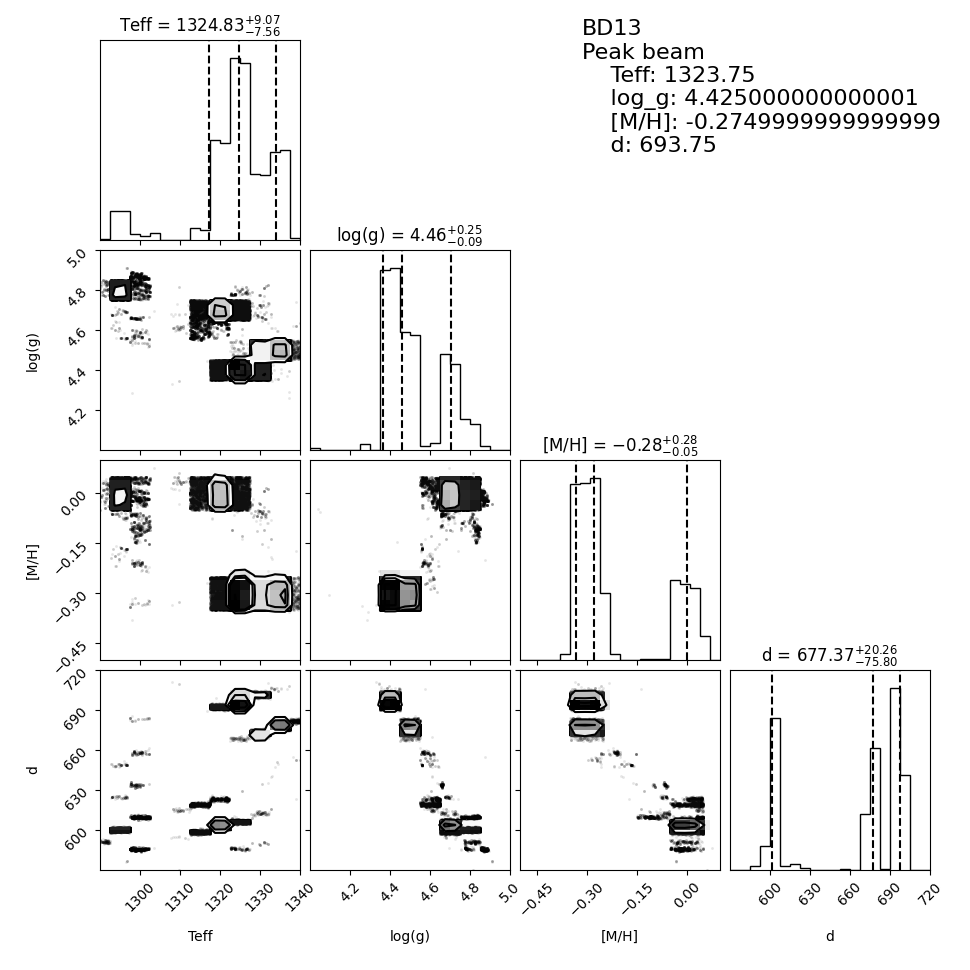 Teff = 1324.83+9.07−7.56
BD13
Peak beam
Teff: 1323.75
log_g: 4.425000000000001
[M/H]: -0.2749999999999999
d: 693.75
log(g) = 4.46+0.25−0.09
5.0
4.8
4.6
4.4
4.2
log(g)
[M/H] = −0.28+0.28−0.05
0.00
−0.15
−0.30
−0.45
[M/H]
d = 677.37+20.26−75.80
720
690
660
630
600
d
1300 1310 1320 1330 1340
4.2 4.4 4.6 4.8 5.0
−0.45 −0.30 −0.15 0.00
600 630 660 690 720
Teff log(g) [M/H] d